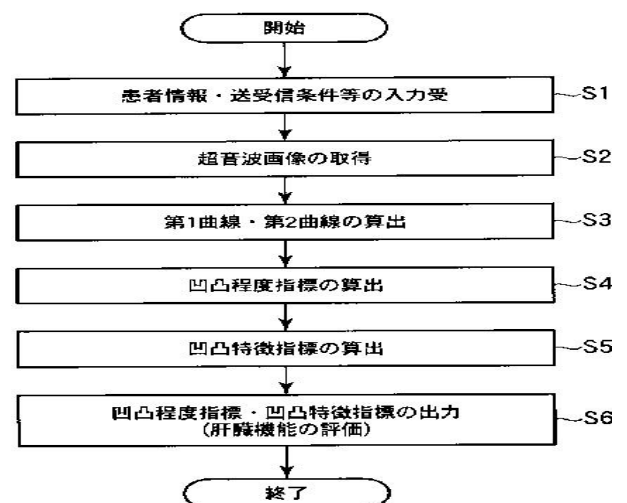 開始
患者情報・送受信条件等の入力受
S1
超音波画像の取得
S2
第1曲線・第2曲線の算出
S3
凹凸程度指標の算出
S4
凹凸特徴指標の算出
S5
凹凸程度指標・凹凸特徴指標の出力
(肝臓機能の評価)
S6
終了